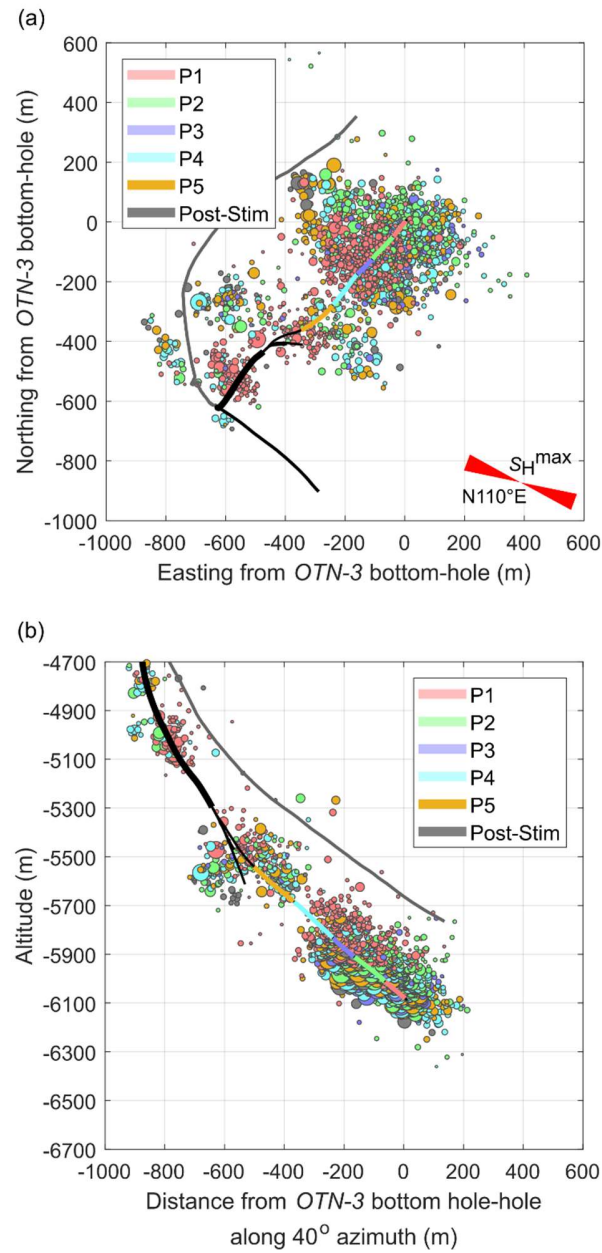 (a)
600
400
200
0
-200
-400
-600
-800
-1000
Northing from OTN-3 bottom-hole (m)
P1
P2
P3
P4
P5
Post-Stim
SHmax
N110°E
-1000 -800 -600 -400 -200 0 200 400 600
Easting from OTN-3 bottom-hole (m)
(b)
-4700
-4900
-5100
-5300
-5500
-5700
-5900
-6100
-6300
-6500
-6700
Altitude (m)
P1
P2
P3
P4
P5
Post-Stim
-1000 -800 -600 -400 -200 0 200 400 600
Distance from OTN-3 bottom hole-hole
along 40° azimuth (m)